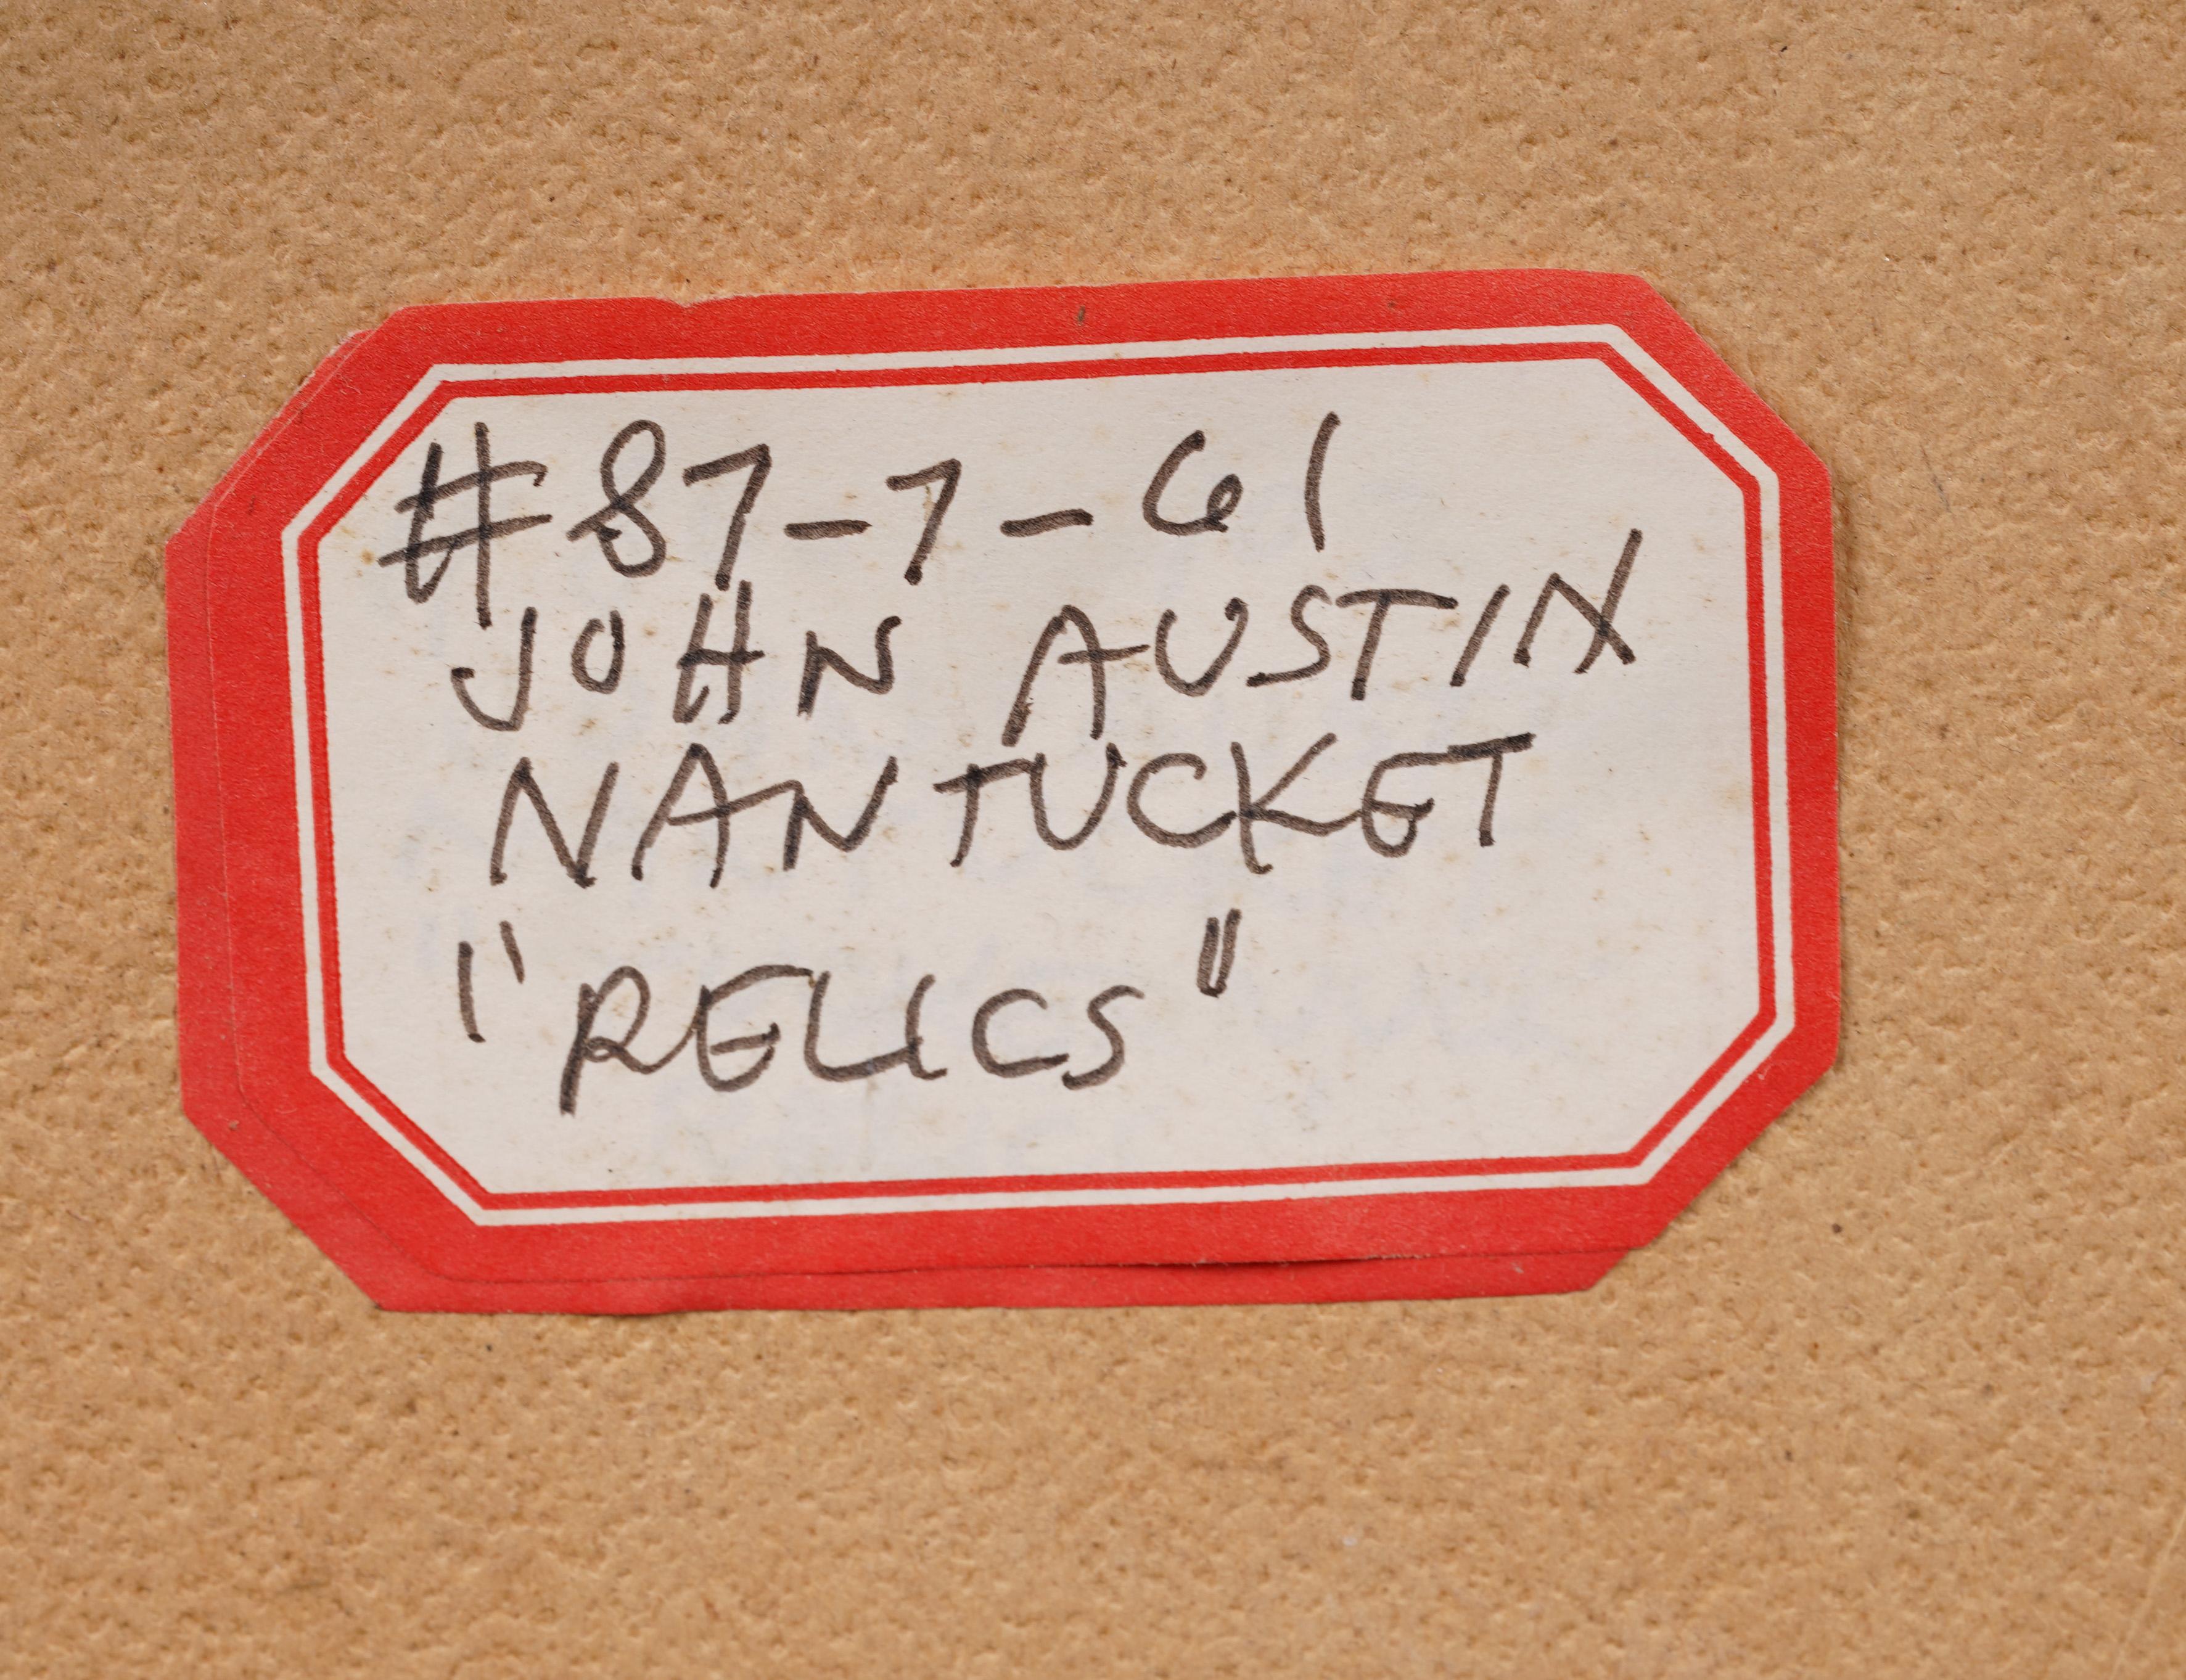 #87-7-61
JOHN AUSTIN
NANTUCKET
"RELICS"